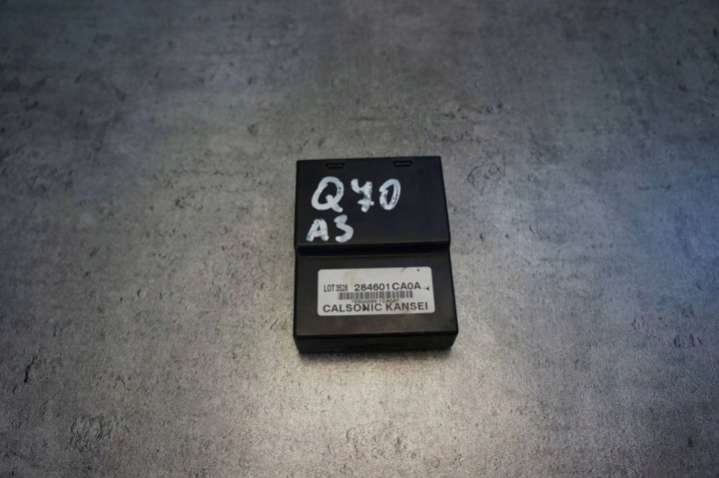 Q70
A3
LOT 3528 284601CA0A
CALSONIC KANSEI